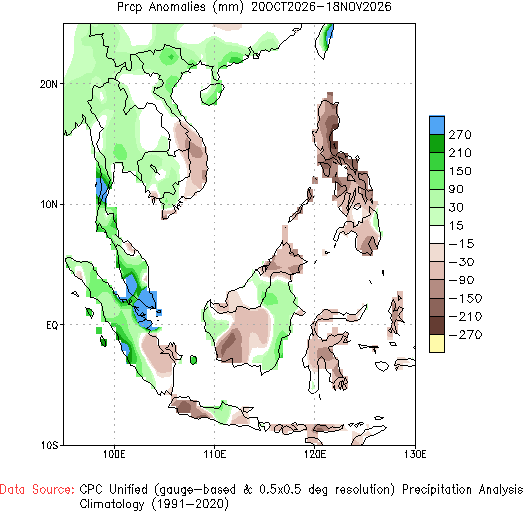 Prcp Anomalies (mm) 20OCT2026-18NOV2026
20N
10N
EQ
10S
100E 110E 120E 130E
270
210
150
90
30
15
-15
-30
-90
-150
-210
-270
Data Source: CPC Unified (gauge-based & 0.5x0.5 deg resolution) Precipitation Analysis
Climatology (1991-2020)